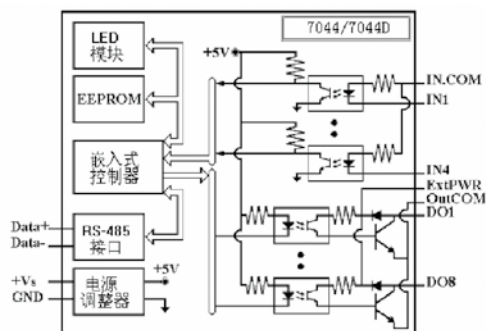 7044/7044D
LED
模块
+5V
EEPROM
IN.COM
IN1
嵌入式
控制器
IN4
ExtPWR
OutCOM
Data+
Data-
RS-485
接口
DO1
+Vs
GND
电源
调整器
+5V
DO8